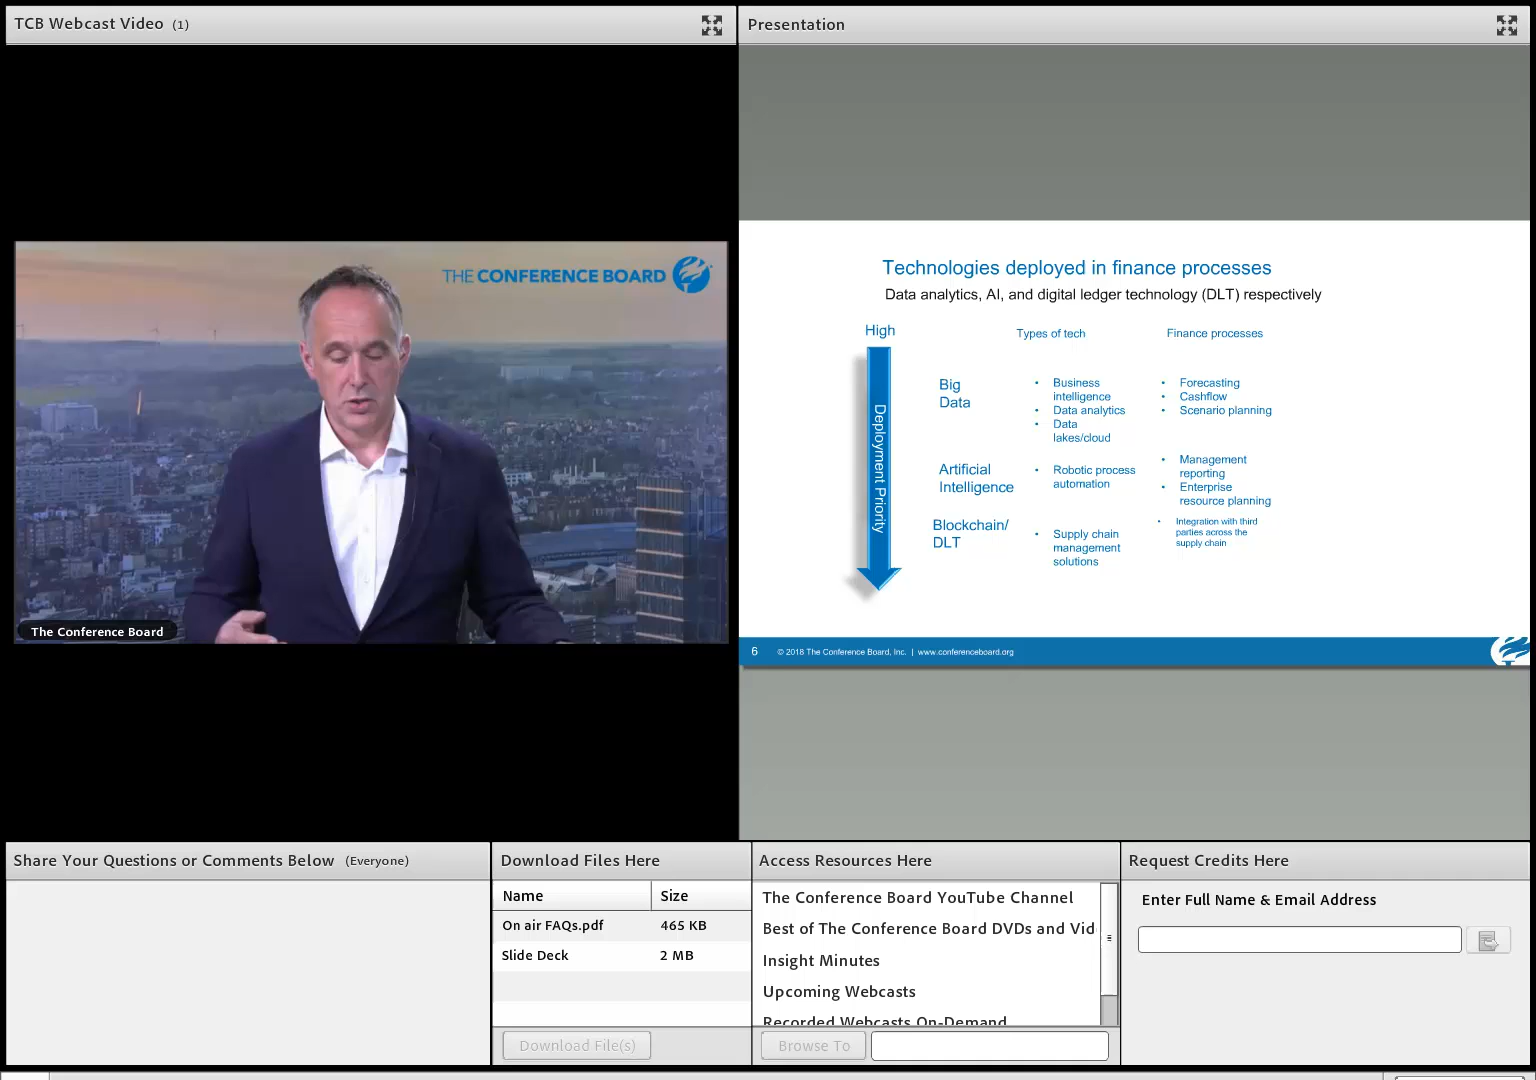 TCB Webcast Video (1)
Presentation
THE CONFERENCE BOARD
The Conference Board
Technologies deployed in finance processes
Data analytics, AI, and digital ledger technology (DLT) respectively
High
Types of tech
Finance processes
Deployment Priority
Big
Data
• Business
intelligence
• Data analytics
• Data
lakes/cloud
• Forecasting
• Cashflow
• Scenario planning
Artificial
Intelligence
• Robotic process
automation
• Management
reporting
• Enterprise
resource planning
Blockchain/
DLT
• Supply chain
management
solutions
• Integration with third
parties across the
supply chain
6 © 2018 The Conference Board, Inc. | www.conferenceboard.org
Share Your Questions or Comments Below (Everyone)
Download Files Here
Name Size
On air FAQs.pdf 465 KB
Slide Deck 2 MB
Download File(s)
Access Resources Here
The Conference Board YouTube Channel
Best of The Conference Board DVDs and Vid
Insight Minutes
Upcoming Webcasts
Recorded Webcasts On-Demand
Browse To
Request Credits Here
Enter Full Name & Email Address